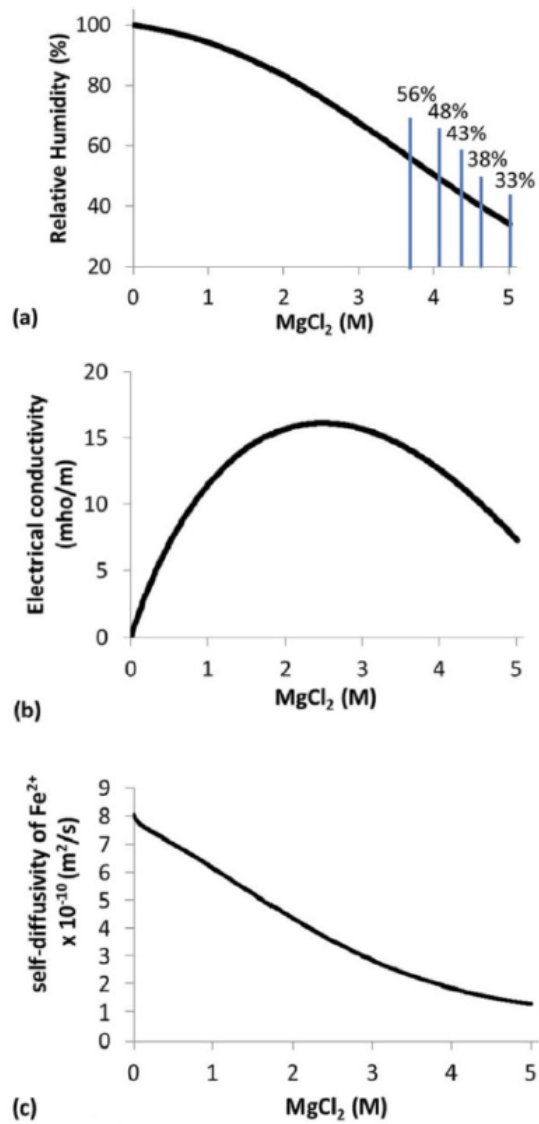 100
80
60
40
20
Relative Humidity (%)
56%
48%
43%
38%
33%
0 1 2 3 4 5
MgCl2 (M)
(a)
20
15
10
5
0
Electrical conductivity
(mho/m)
0 1 2 3 4 5
MgCl2 (M)
(b)
9
8
7
6
5
4
3
2
1
0
self-diffusivity of Fe2+
x 10-10 (m2/s)
0 1 2 3 4 5
MgCl2 (M)
(c)